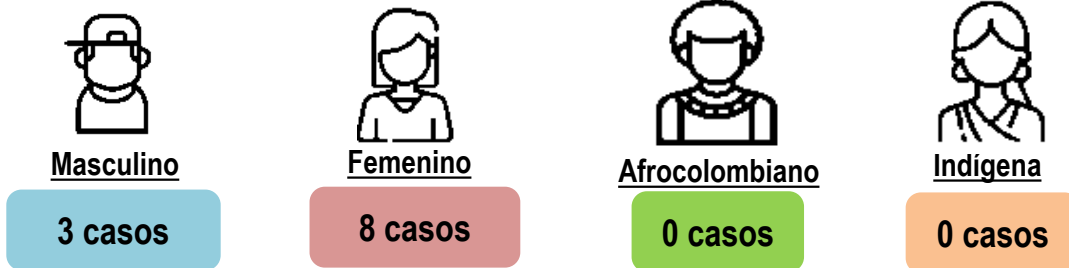 Masculino
3 casos
Femenino
8 casos
Afrocolombiano
0 casos
Indígena
0 casos